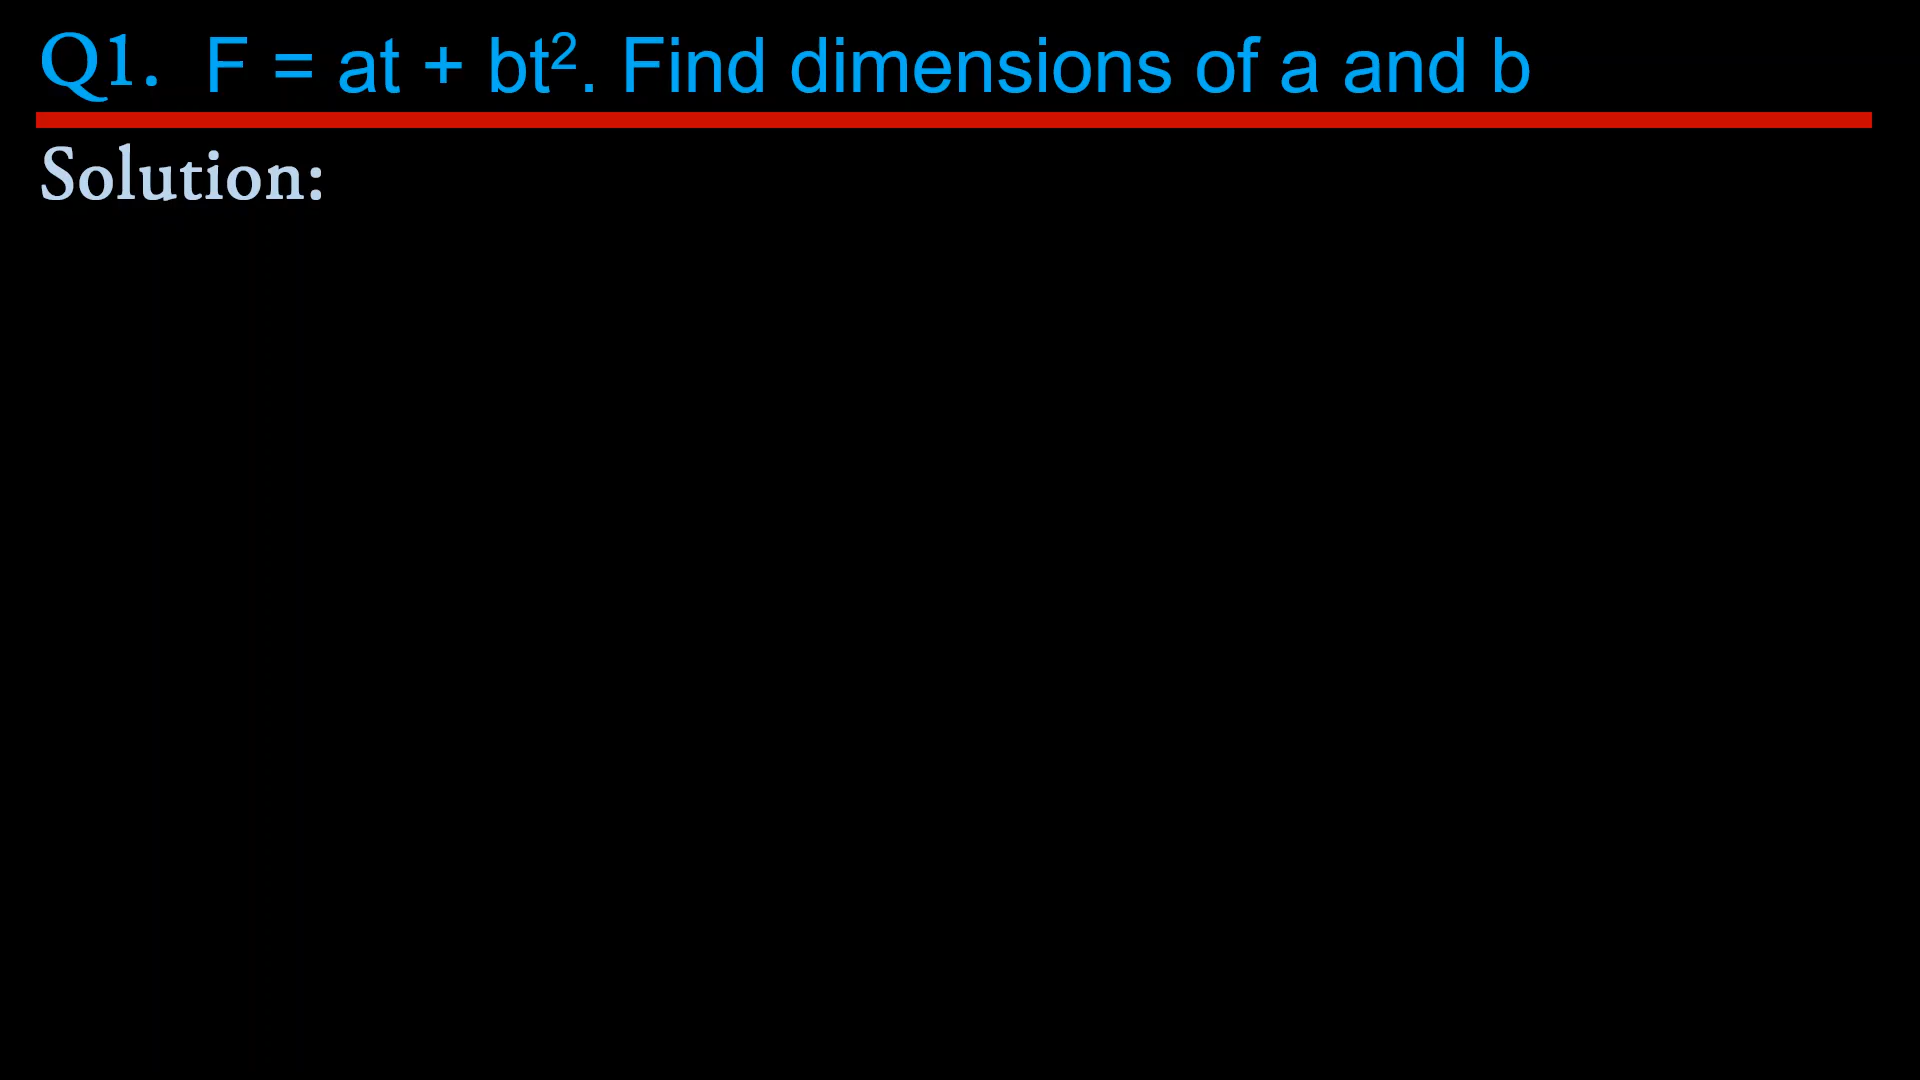 Q1. F = at + bt². Find dimensions of a and b
Solution: